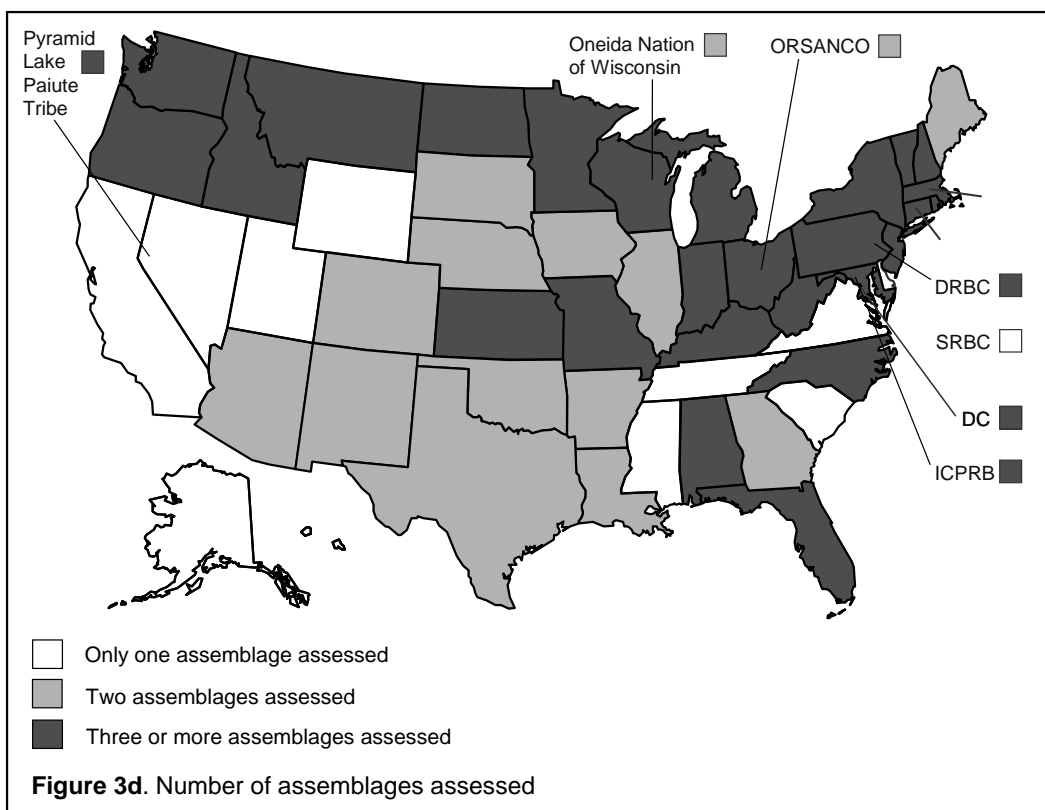 Pyramid
Lake
Paiute
Tribe
Oneida Nation
of Wisconsin
ORSANCO
DRBC
SRBC
DC
ICPRB
Only one assemblage assessed
Two assemblages assessed
Three or more assemblages assessed
Figure 3d. Number of assemblages assessed